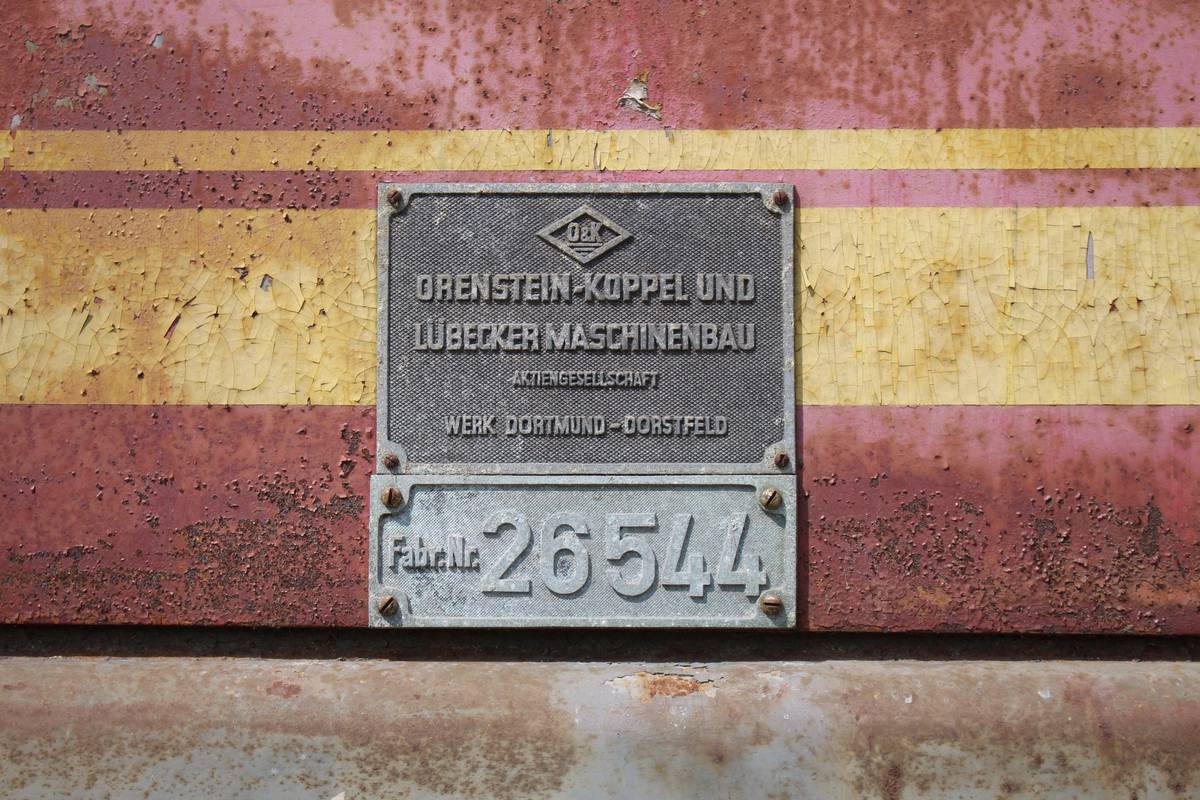 O&K
ORENSTEIN-KOPPEL UND
LÜBECKER MASCHINENBAU
AKTIENGESELLSCHAFT
WERK DORTMUND-DORSTFELD
Fabr.Nr. 26544